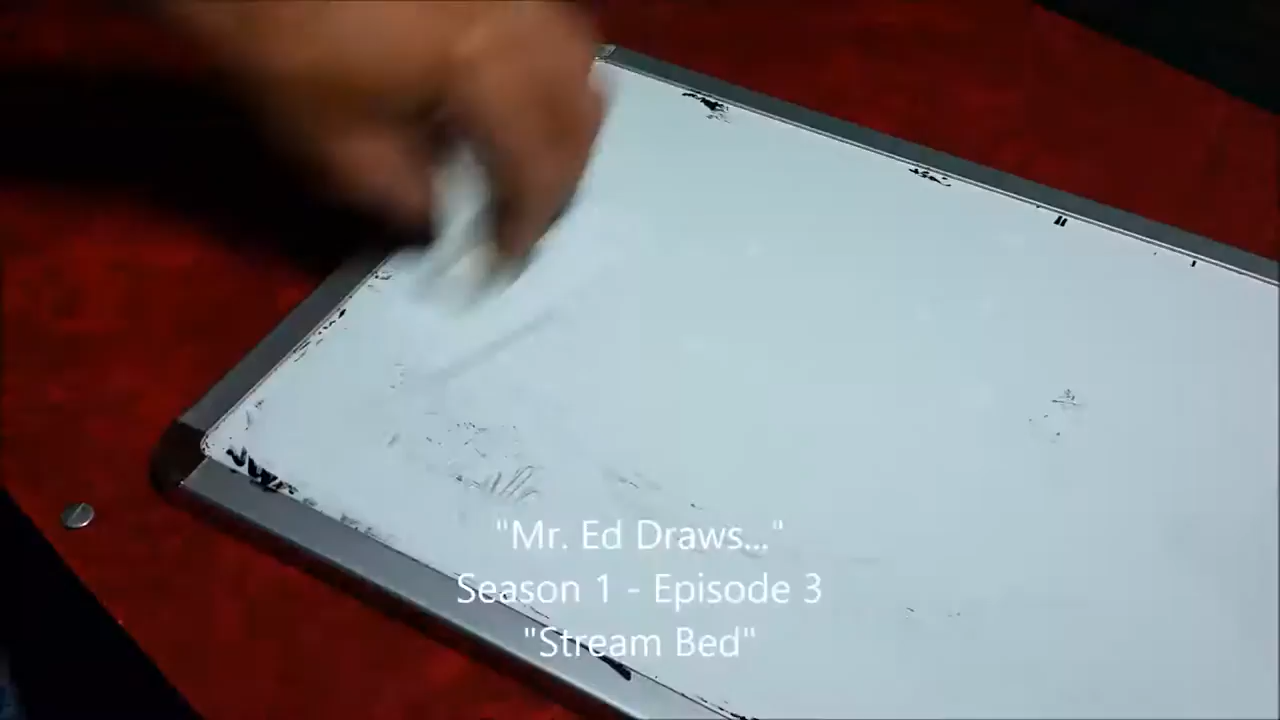 "Mr. Ed Draws..."
Season 1 - Episode 3
"Stream Bed"